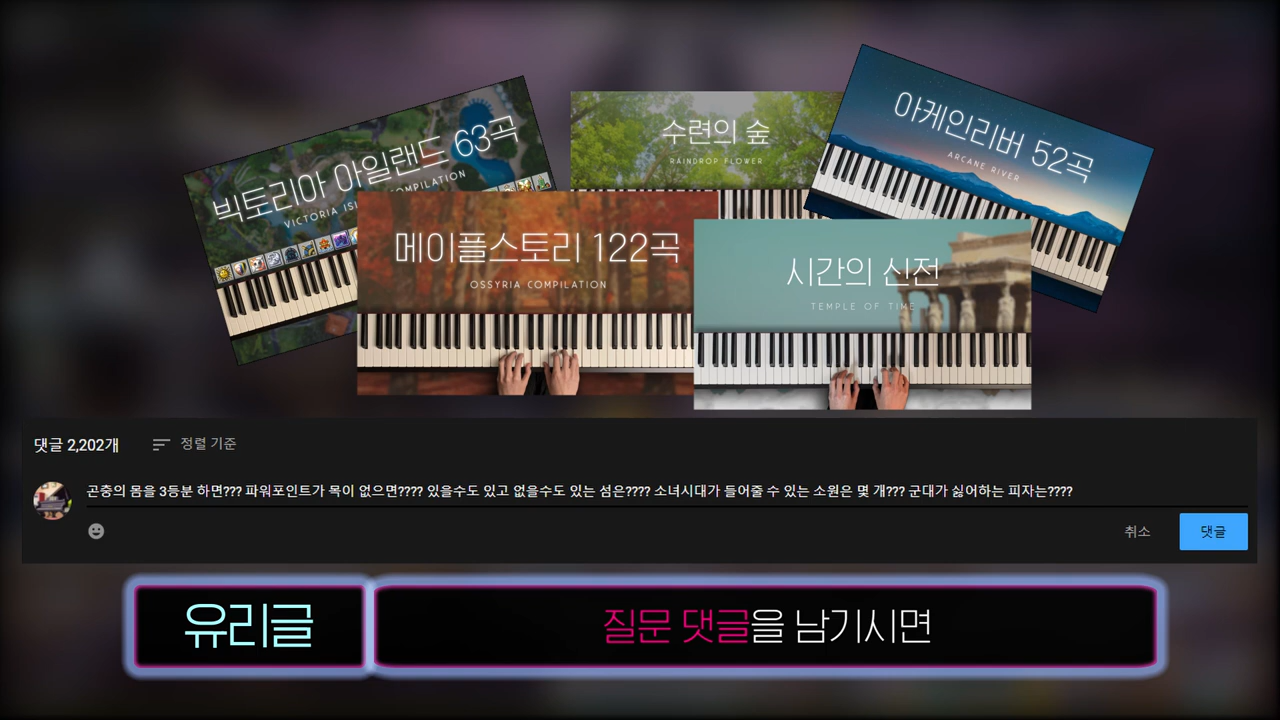 빅토리아 아일랜드 63곡
COMPILATION
수련의 숲
RAINDROP FLOWER
아케인리버 52곡
ARCANE RIVER
메이플스토리 122곡
OSSYRIA COMPILATION
시간의 신전
TEMPLE OF TIME
댓글 2,202개
정렬 기준
곤충의 몸을 3등분 하면??? 파워포인트가 목이 없으면???? 있을수도 있고 없을수도 있는 섬은???? 소녀시대가 들어줄 수 있는 소원은 몇 개??? 군대가 싫어하는 피자는????
취소
댓글
유리글
질문 댓글을 남기시면